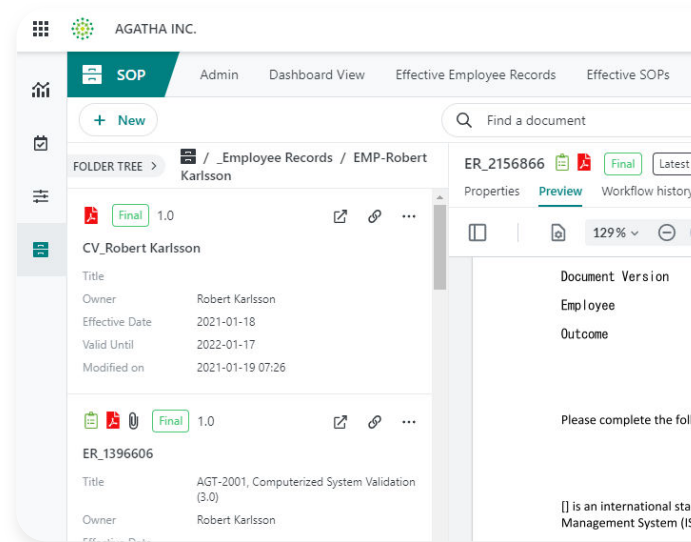 AGATHA INC.
SOP
Admin
Dashboard View
Effective Employee Records
Effective SOPs
+ New
Find a document
FOLDER TREE >
/ _Employee Records / EMP-Robert
Karlsson
Final 1.0
CV_Robert Karlsson
Title
Owner Robert Karlsson
Effective Date 2021-01-18
Valid Until 2022-01-17
Modified on 2021-01-19 07:26
Final 1.0
ER_1396606
Title AGT-2001, Computerized System Validation
(3.0)
Owner Robert Karlsson
Effective Date
ER_2156866 Final Latest
Properties Preview Workflow history
129%
Document Version
Employee
Outcome
Please complete the foll
[] is an international sta
Management System (IS